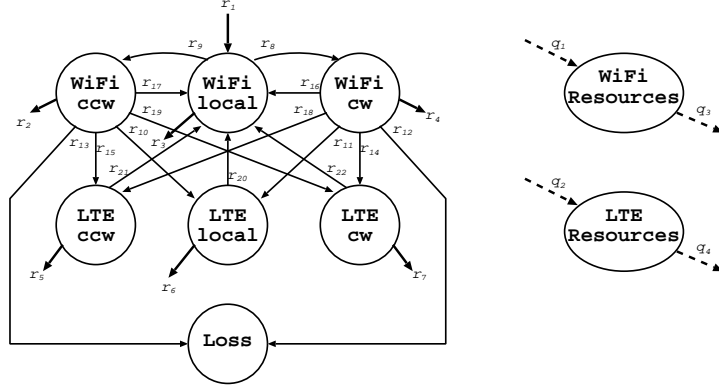 r1
r9
r8
q1
WiFi
ccw
r17
WiFi
local
r16
WiFi
cw
WiFi
Resources
r2
r19
r18
r4
q3
r13
r15
r10
r3
r11
r14
r12
r21
r20
r22
q2
LTE
ccw
LTE
local
LTE
cw
LTE
Resources
r5
r6
r7
q4
Loss